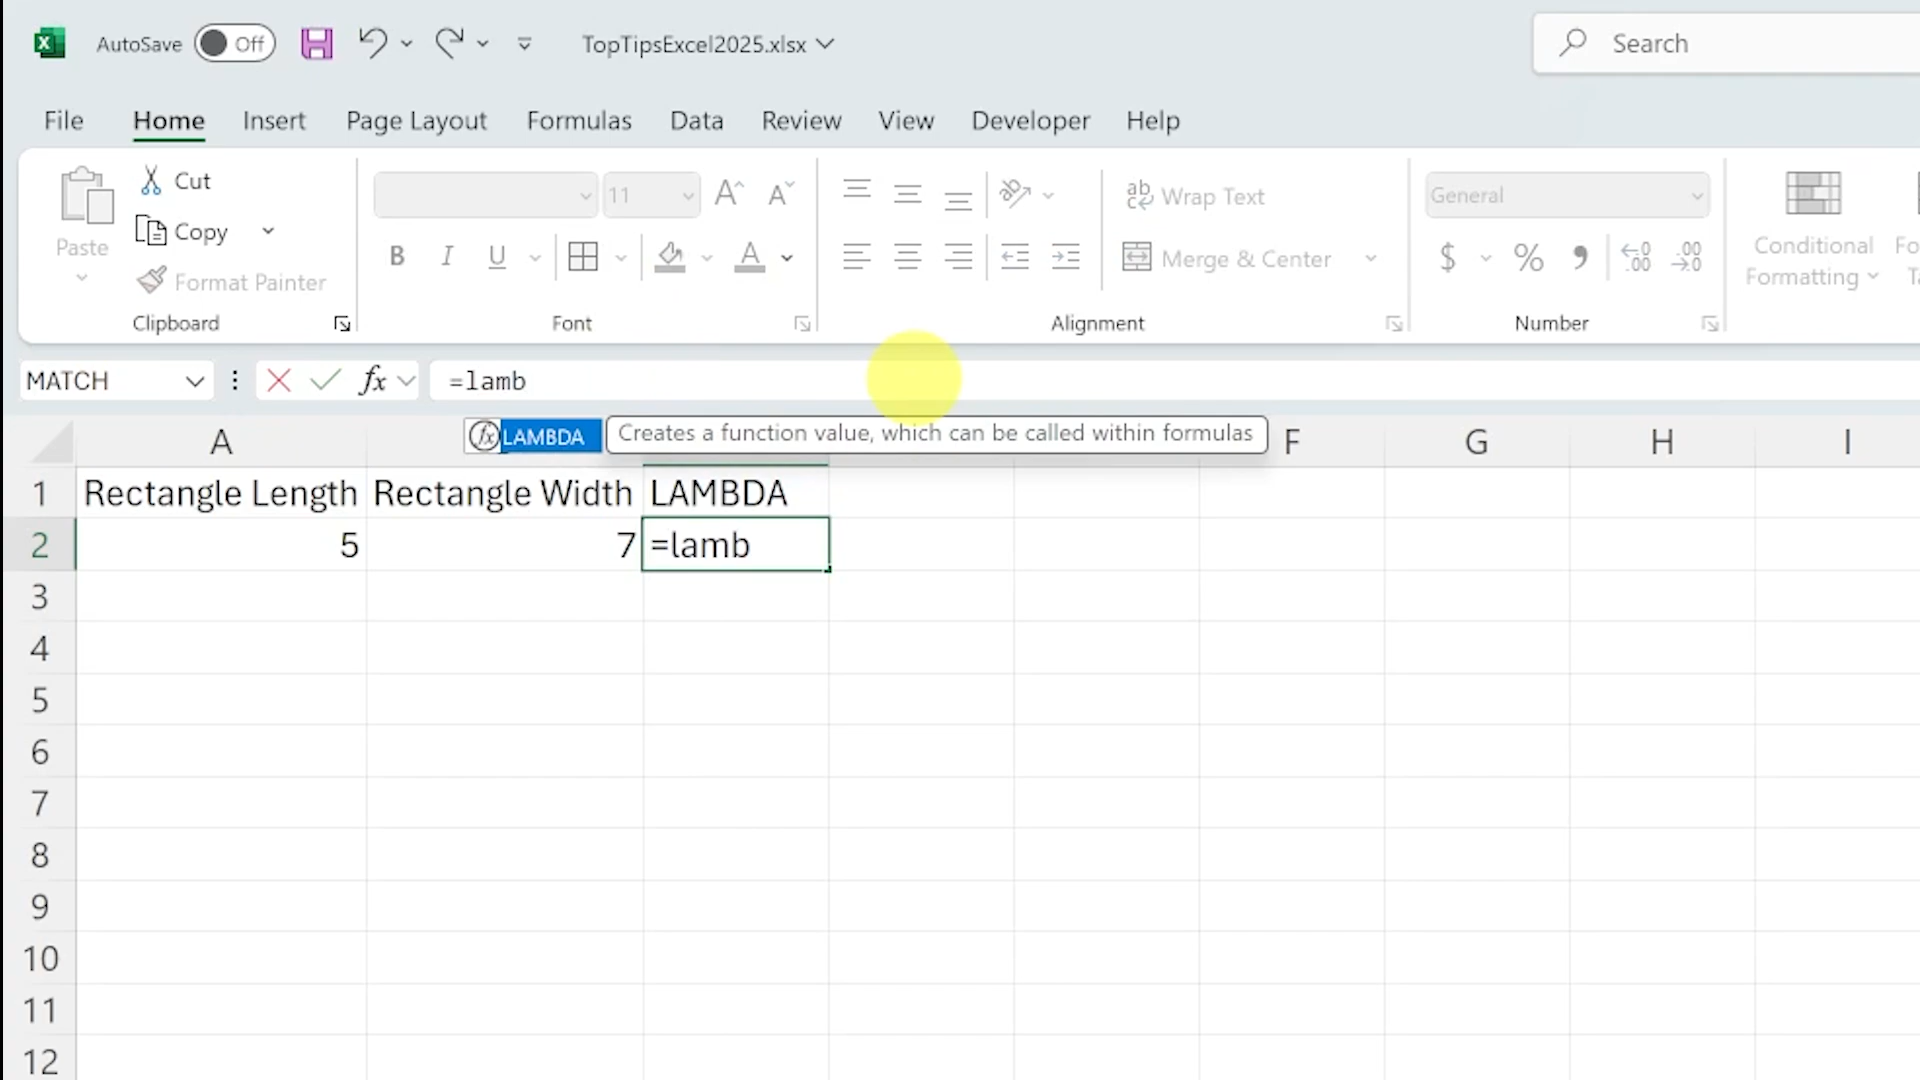 AutoSave Off TopTipsExcel2025.xlsx Search
File Home Insert Page Layout Formulas Data Review View Developer Help
Paste
Cut
Copy
Format Painter
Clipboard
11
B I U
Font
Wrap Text
Merge & Center
Alignment
General
$ % 9
Number
Conditional
Formatting
MATCH fx =lamb
LAMBDA Creates a function value, which can be called within formulas
A F G H I
1 Rectangle Length Rectangle Width LAMBDA
2 5 7 =lamb
3
4
5
6
7
8
9
10
11
12